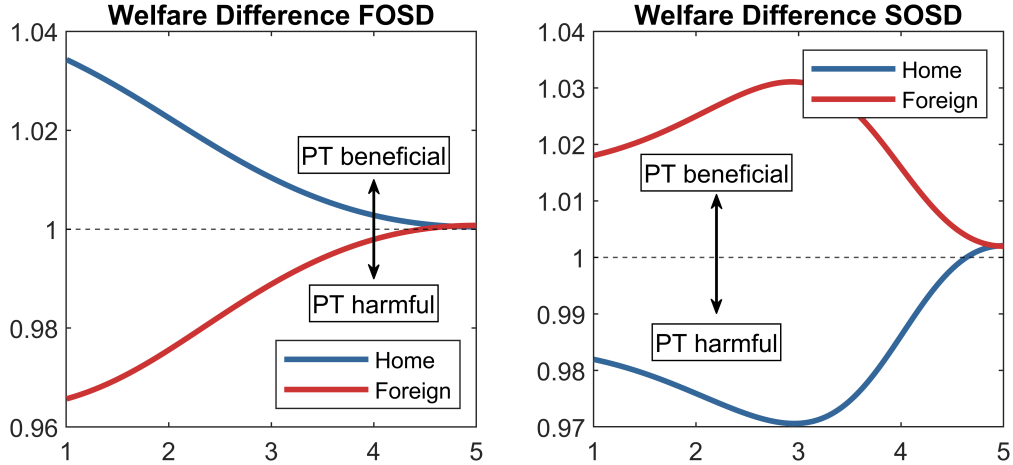 Welfare Difference FOSD
1.04
1.02
1
0.98
0.96
PT beneficial
PT harmful
Home
Foreign
1 2 3 4 5
Welfare Difference SOSD
1.04
1.03
1.02
1.01
1
0.99
0.98
0.97
Home
Foreign
PT beneficial
PT harmful
1 2 3 4 5